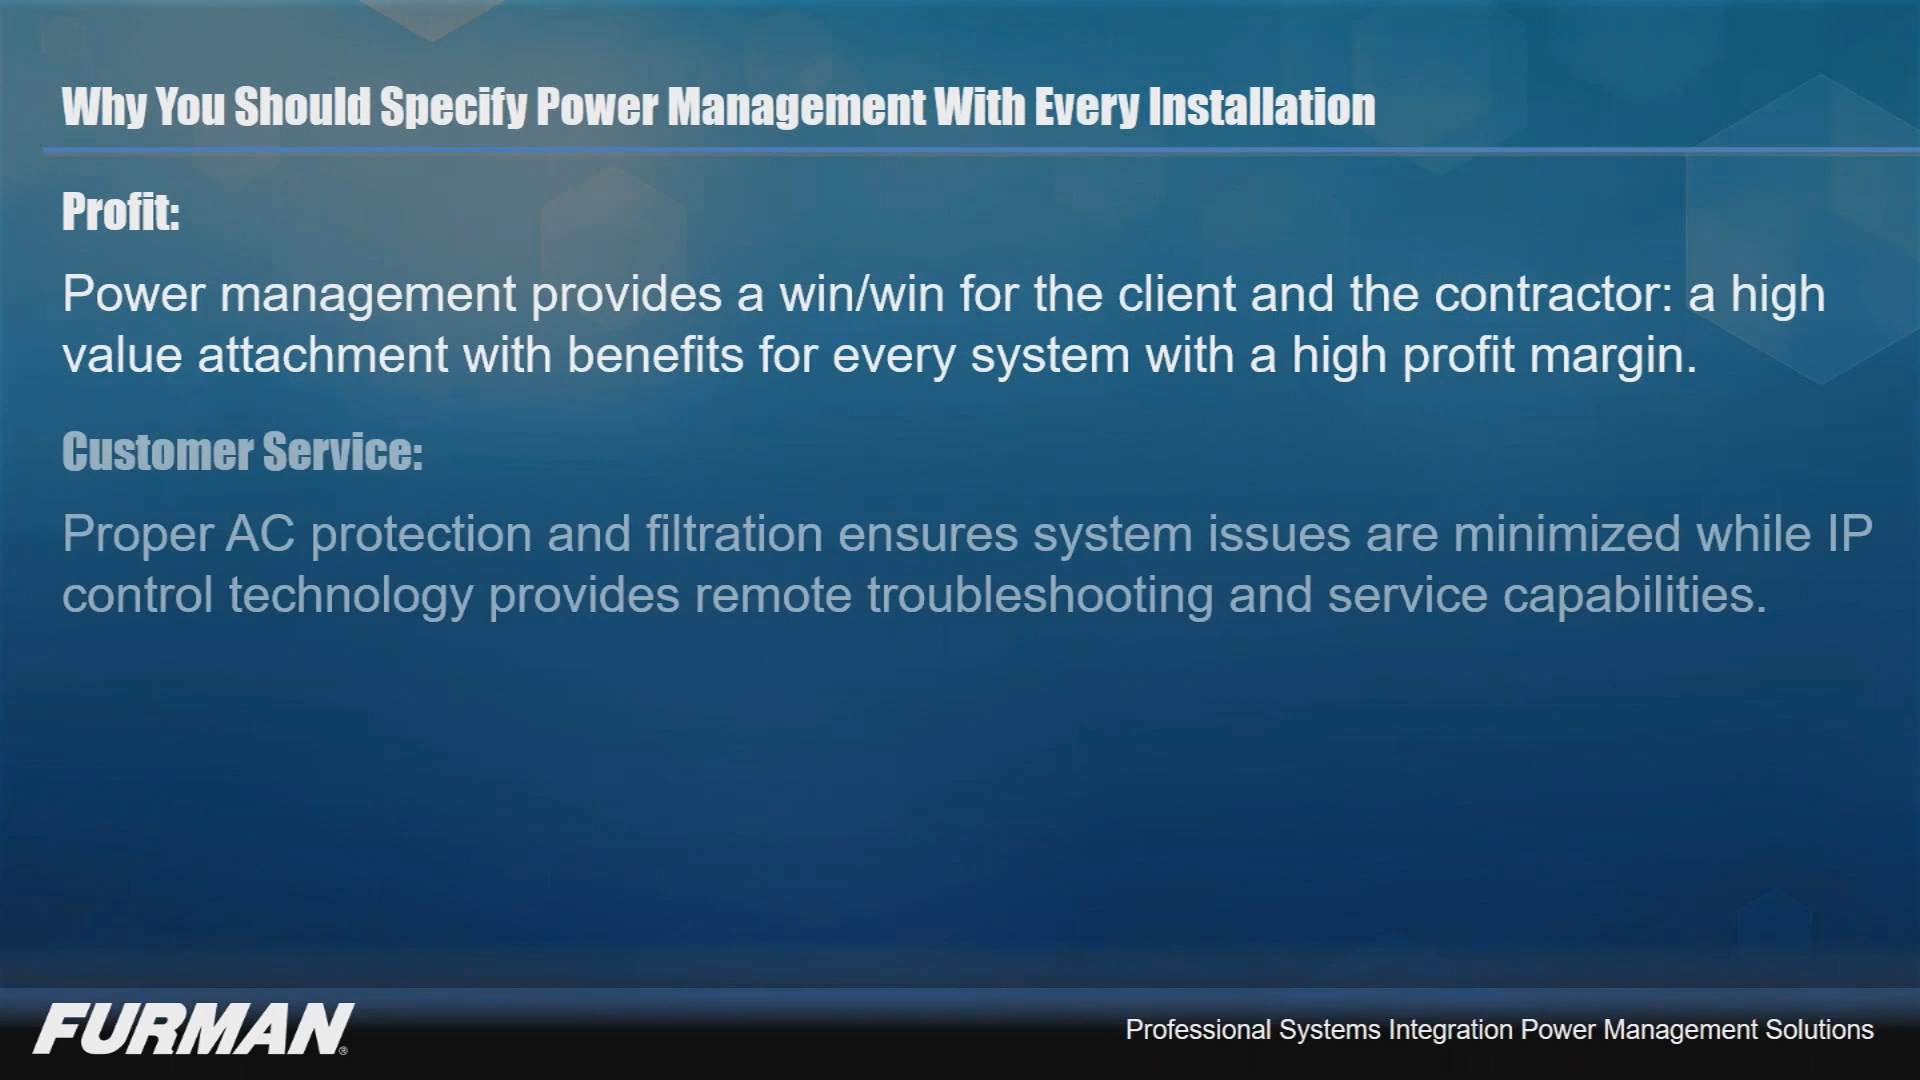 Why You Should Specify Power Management With Every Installation
Profit:
Power management provides a win/win for the client and the contractor: a high
value attachment with benefits for every system with a high profit margin.
Customer Service:
Proper AC protection and filtration ensures system issues are minimized while IP
control technology provides remote troubleshooting and service capabilities.
FURMAN®
Professional Systems Integration Power Management Solutions